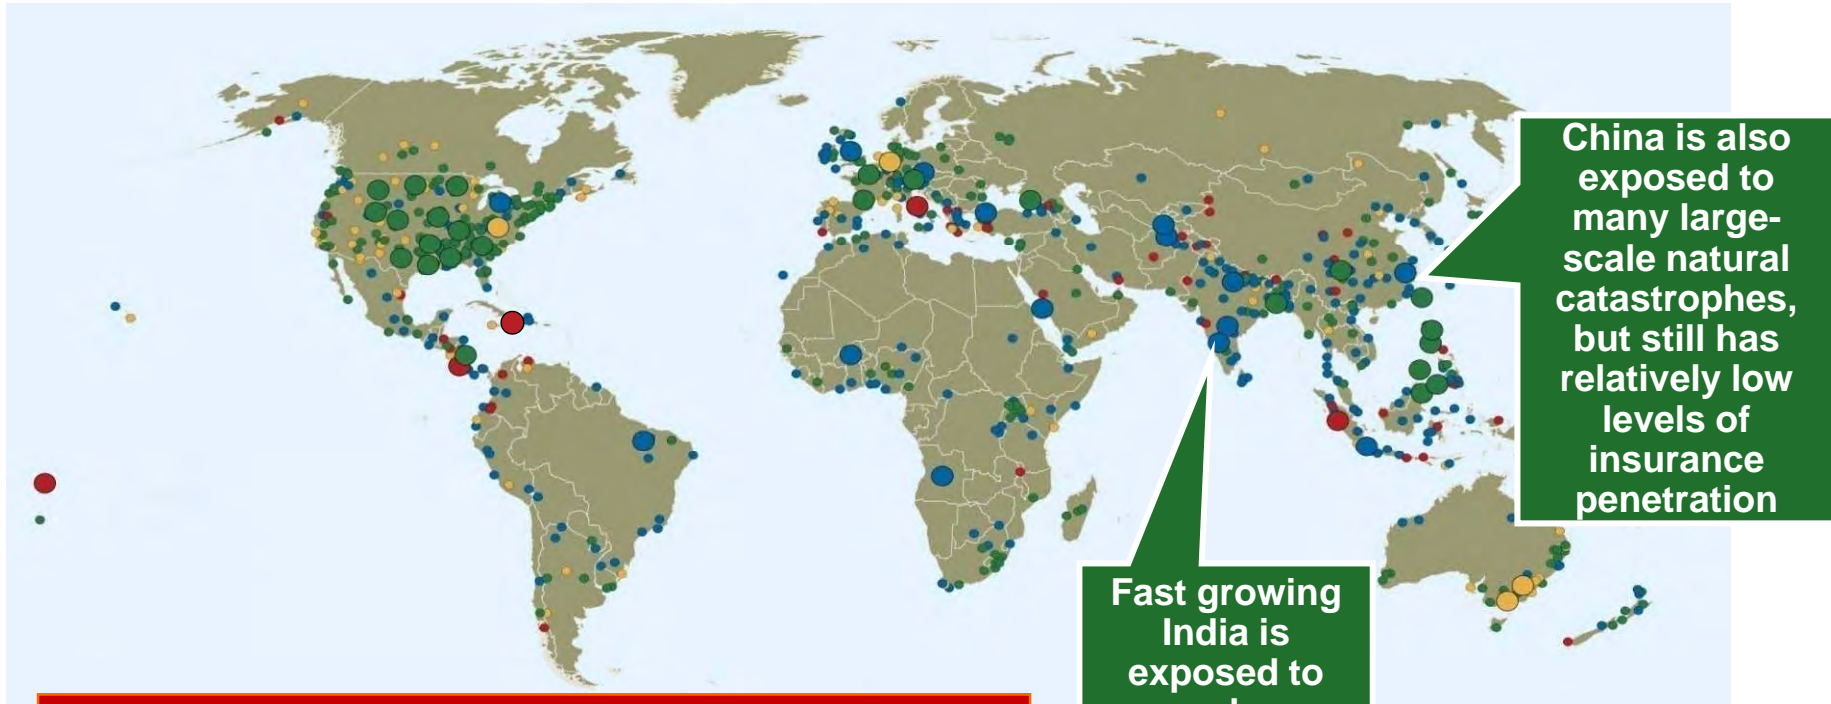 China is also
exposed to
many large-
scale natural
catastrophes,
but still has
relatively low
levels of
insurance
penetration
Fast growing
India is
exposed to